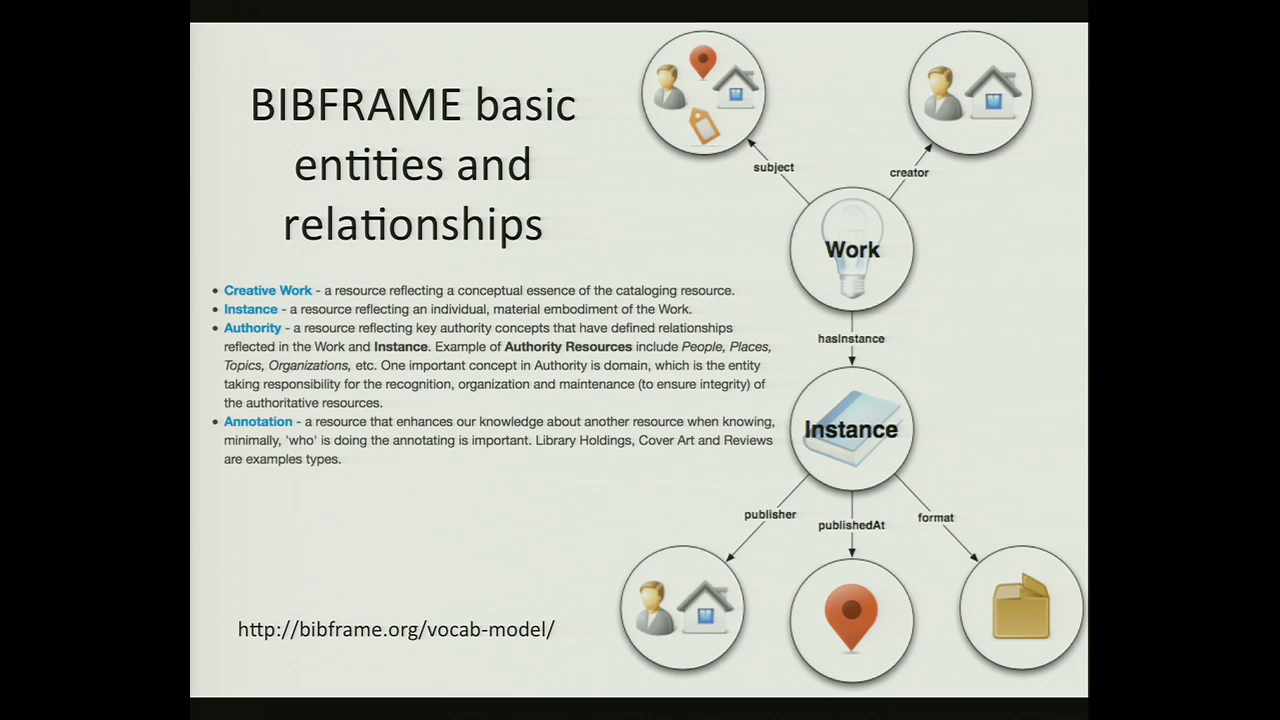 BIBFRAME basic
entities and
relationships
• Creative Work - a resource reflecting a conceptual essence of the cataloging resource.
• Instance - a resource reflecting an individual, material embodiment of the Work.
• Authority - a resource reflecting key authority concepts that have defined relationships
reflected in the Work and Instance. Example of Authority Resources include People, Places,
Topics, Organizations, etc. One important concept in Authority is domain, which is the entity
taking responsibility for the recognition, organization and maintenance (to ensure integrity) of
the authoritative resources.
• Annotation - a resource that enhances our knowledge about another resource when knowing,
minimally, 'who' is doing the annotating is important. Library Holdings, Cover Art and Reviews
are examples types.
http://bibframe.org/vocab-model/
subject
creator
Work
hasInstance
Instance
publisher
publishedAt
format